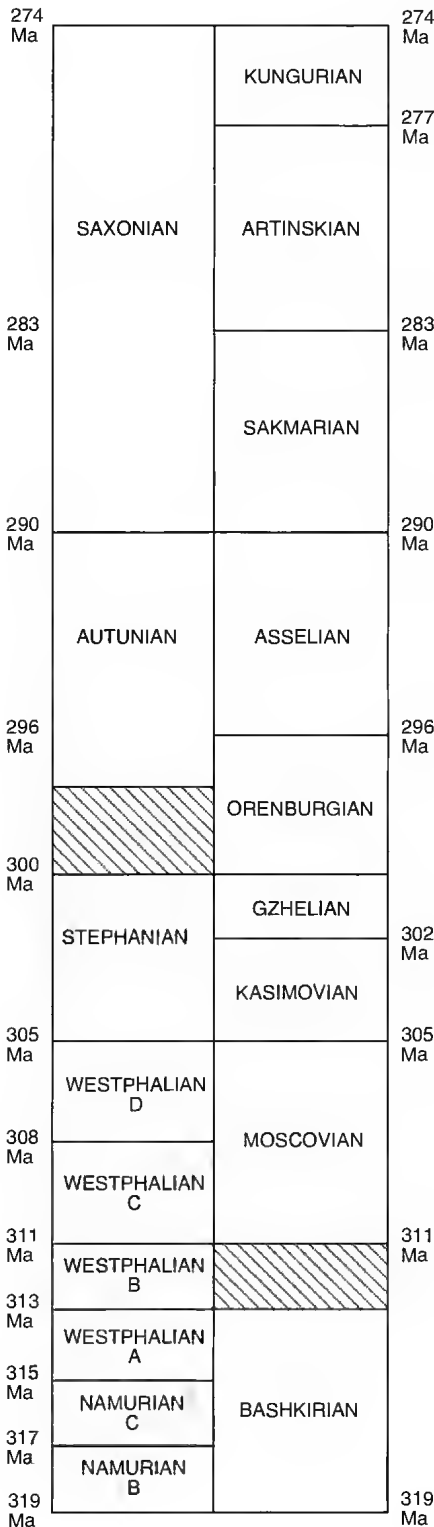 274
Ma
274
Ma
KUNGURIAN
277
Ma
SAXONIAN
ARTINSKIAN
283
Ma
283
Ma
SAKMARIAN
290
Ma
290
Ma
AUTUNIAN
ASSELIAN
296
Ma
296
Ma
ORENBURGIAN
300
Ma
GZHELIAN
STEPHANIAN
302
Ma
KASIMOVIAN
305
Ma
305
Ma
WESTPHALIAN
D
MOSCOVIAN
308
Ma
WESTPHALIAN
C
311
Ma
311
Ma
WESTPHALIAN
B
313
Ma
WESTPHALIAN
A
315
Ma
NAMURIAN
C
BASHKIRIAN
317
Ma
NAMURIAN
B
319
Ma
319
Ma